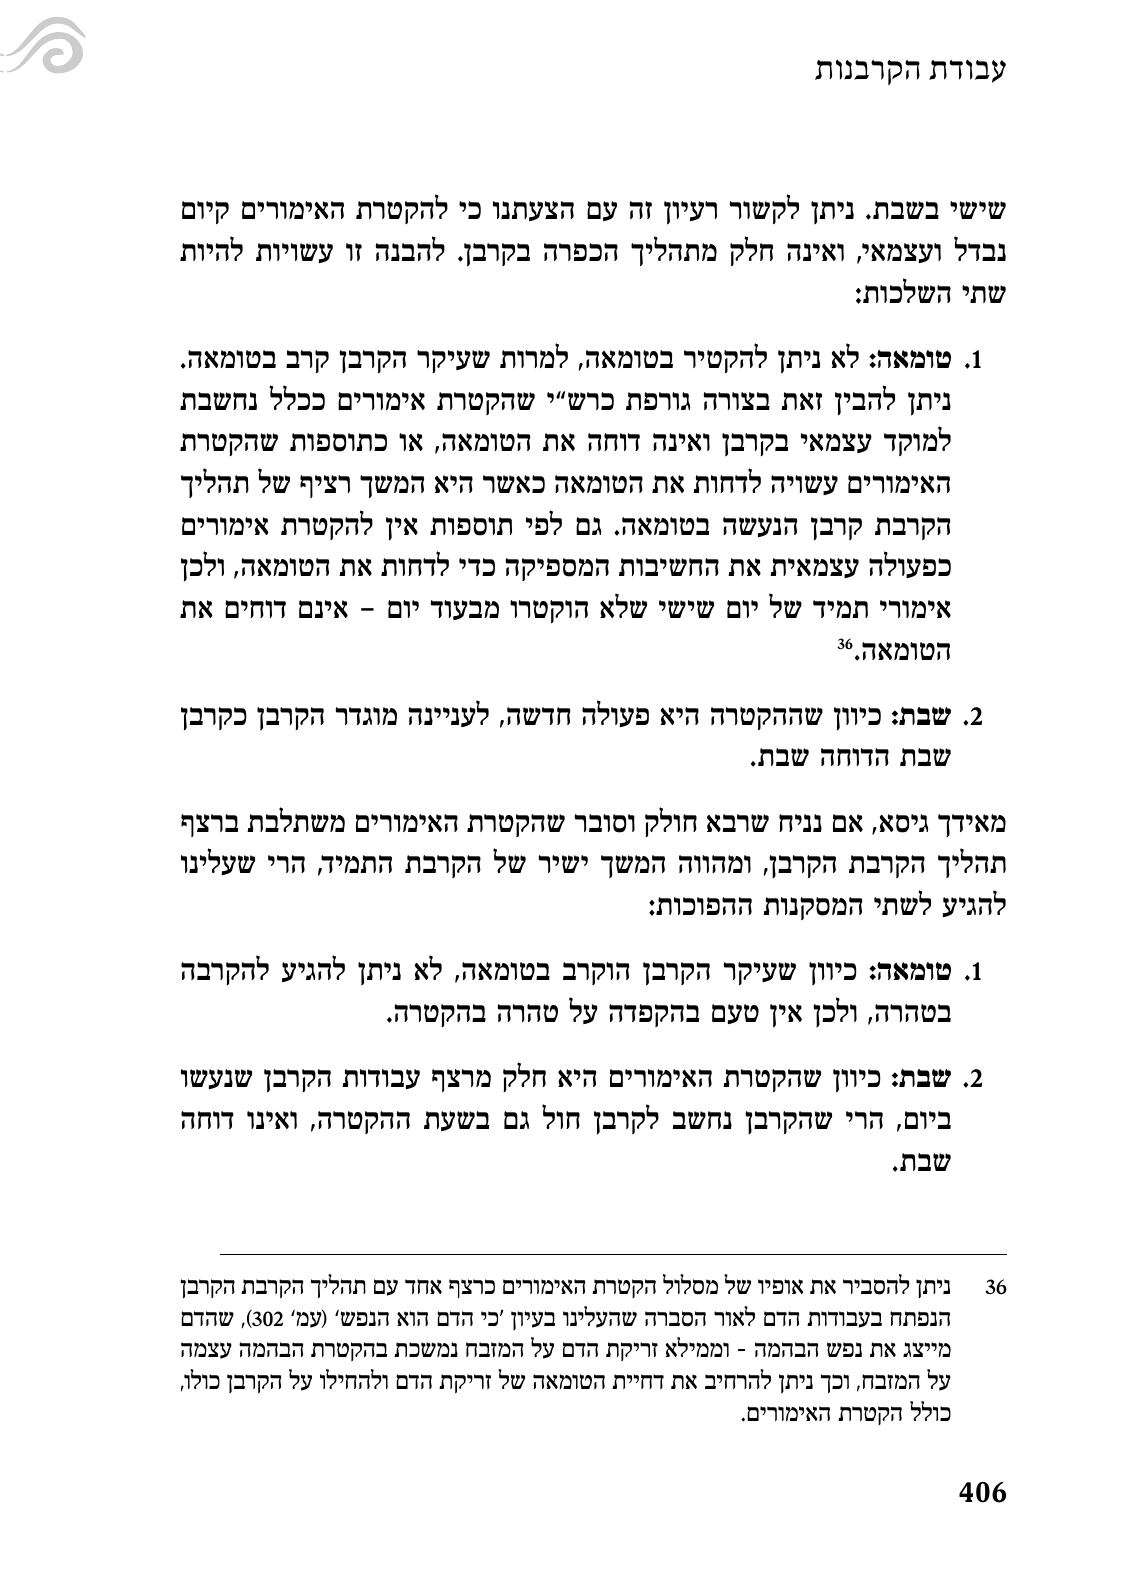 עבודת הקרבנות
שישי בשבת. ניתן לקשור רעיון זה עם הצעתנו כי להקטרת האימורים קיום
נבדל ועצמאי, ואינה חלק מתהליך הכפרה בקרבן. להבנה זו עשויות להיות
שתי השלכות:
1. טומאה: לא ניתן להקטיר בטומאה, למרות שעיקר הקרבן קרב בטומאה.
ניתן להבין זאת בצורה גורפת כרש"י שהקטרת אימורים ככלל נחשבת
למוקד עצמאי בקרבן ואינה דוחה את הטומאה, או כתוספות שהקטרת
האימורים עשויה לדחות את הטומאה כאשר היא המשך רציף של תהליך
הקרבת קרבן הנעשה בטומאה. גם לפי תוספות אין להקטרת אימורים
כפעולה עצמאית את החשיבות המספיקה כדי לדחות את הטומאה, ולכן
אימורי תמיד של יום שישי שלא הוקטרו מבעוד יום – אינם דוחים את
הטומאה.36
2. שבת: כיוון שההקטרה היא פעולה חדשה, לעניינה מוגדר הקרבן כקרבן
שבת הדוחה שבת.
מאידך גיסא, אם נניח שרבא חולק וסובר שהקטרת האימורים משתלבת ברצף
תהליך הקרבת הקרבן, ומהווה המשך ישיר של הקרבת התמיד, הרי שעלינו
להגיע לשתי המסקנות ההפוכות:
1. טומאה: כיוון שעיקר הקרבן הוקרב בטומאה, לא ניתן להגיע להקרבה
בטהרה, ולכן אין טעם בהקפדה על טהרה בהקטרה.
2. שבת: כיוון שהקטרת האימורים היא חלק מרצף עבודות הקרבן שנעשו
ביום, הרי שהקרבן נחשב לקרבן חול גם בשעת ההקטרה, ואינו דוחה
שבת.
36 ניתן להסביר את אופיו של מסלול הקטרת האימורים כרצף אחד עם תהליך הקרבת הקרבן
הנפתח בעבודות הדם לאור הסברה שהעלינו בעיון 'כי הדם הוא הנפש' (עמ' 302), שהדם
מייצג את נפש הבהמה - וממילא זריקת הדם על המזבח נמשכת בהקטרת הבהמה עצמה
על המזבח, וכך ניתן להרחיב את דחיית הטומאה של זריקת הדם ולהחילו על הקרבן כולו,
כולל הקטרת האימורים.
406